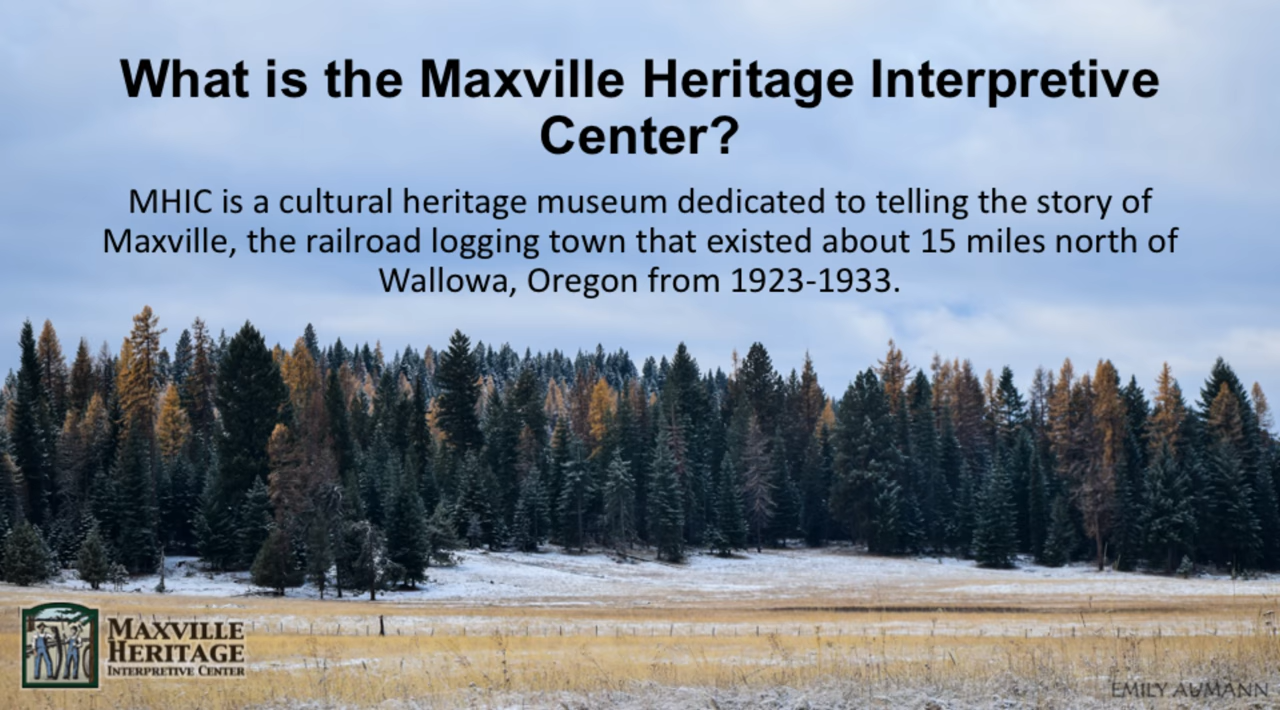 What is the Maxville Heritage Interpretive
Center?
MHIC is a cultural heritage museum dedicated to telling the story of
Maxville, the railroad logging town that existed about 15 miles north of
Wallowa, Oregon from 1923-1933.
MAXVILLE
HERITAGE
INTERPRETIVE CENTER
EMILY AUMANN